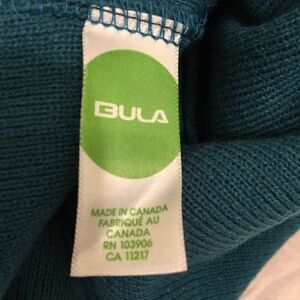 BULA
MADE IN CANADA
FABRIQUÉ AU
CANADA
RN 103906
CA 11217